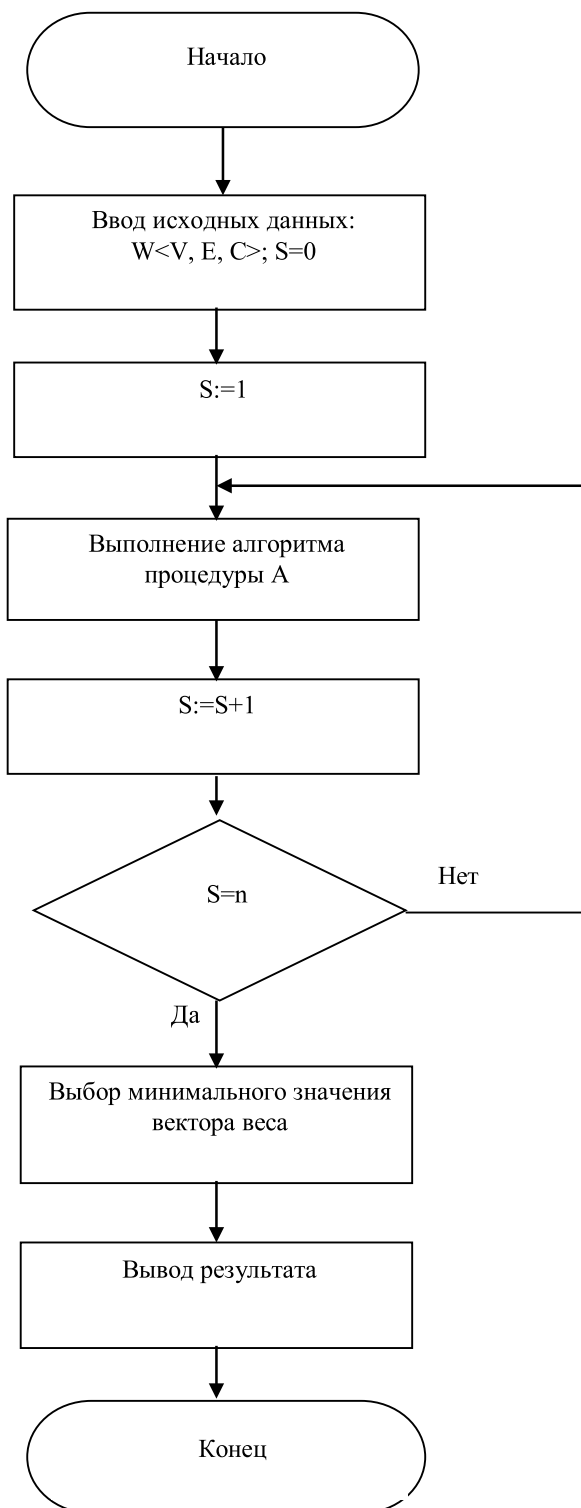 Начало
Ввод исходных данных:
W<V, E, C>; S=0
S:=1
Выполнение алгоритма
процедуры А
S:=S+1
S=n
Нет
Да
Выбор минимального значения
вектора веса
Вывод результата
Конец